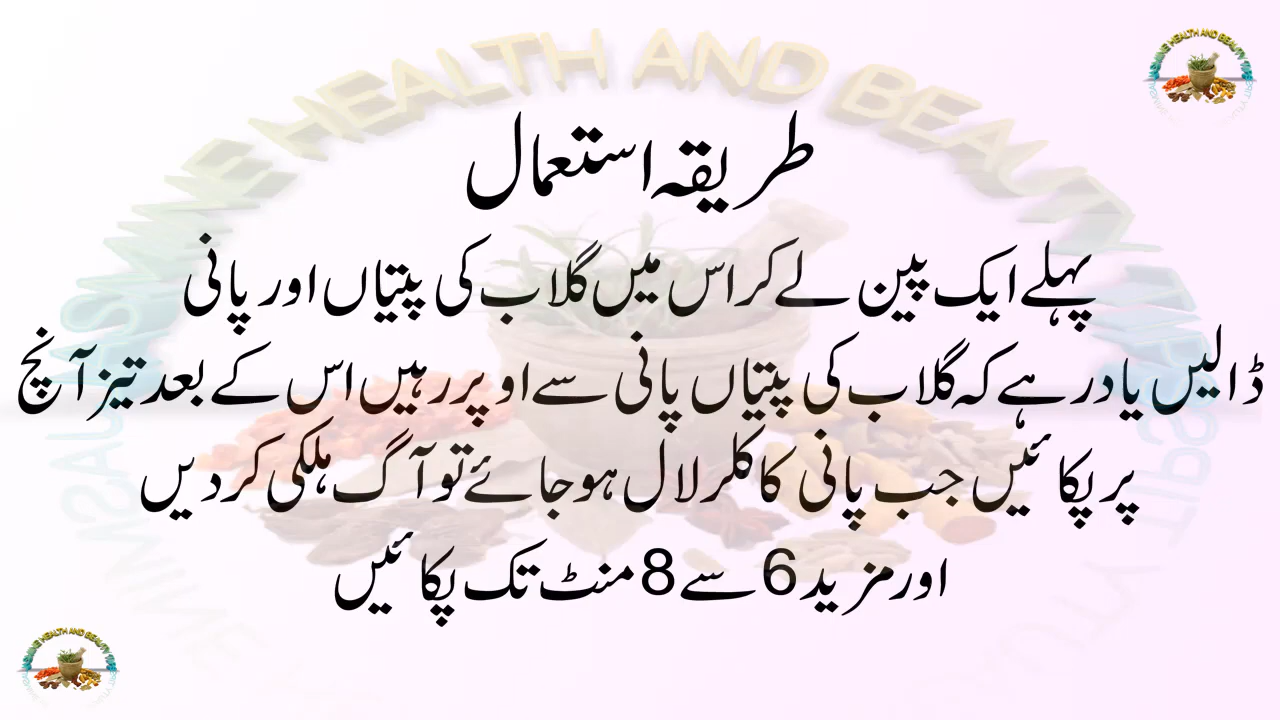 طریقہ استعمال
پہلے ایک پین لے کر اس میں گلاب کی پیتیاں اور پانی
ڈالیں یاد رہے کہ گلاب کی پیتیاں پانی سے اوپر رہیں اس کے بعد تیز آنچ
پر پکائیں جب پانی کا کلر لال ہو جائے تو آگ ہلکی کر دیں
اور مزید 6 سے 8 منٹ تک پکائیں
HEALTH AND BEAUTY